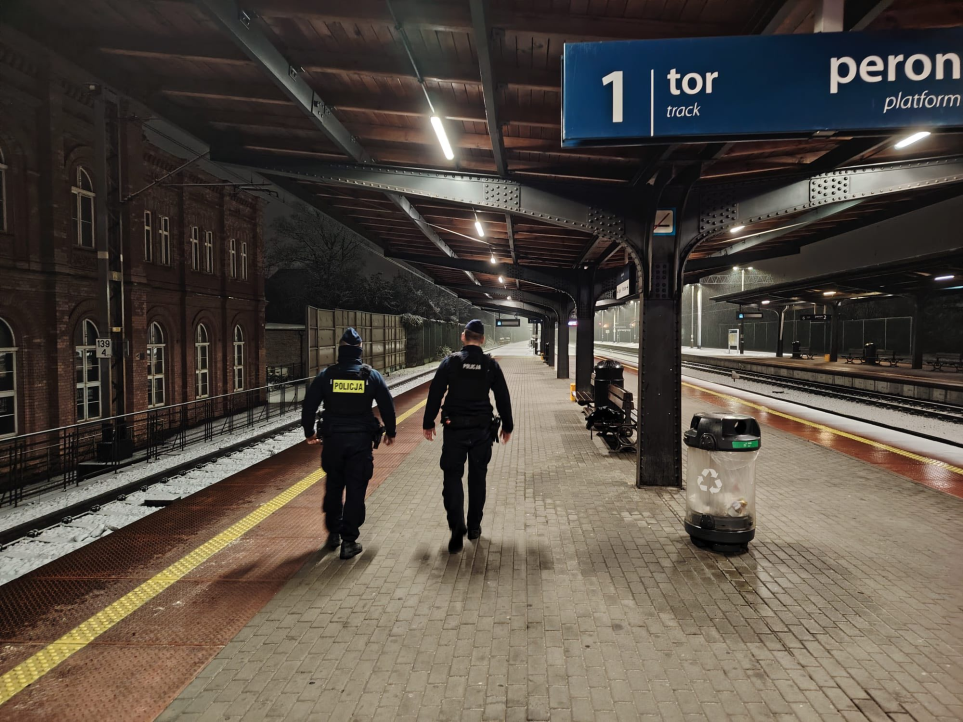 1
tor
track
peron
platform
139
POLICJA
POLICJA